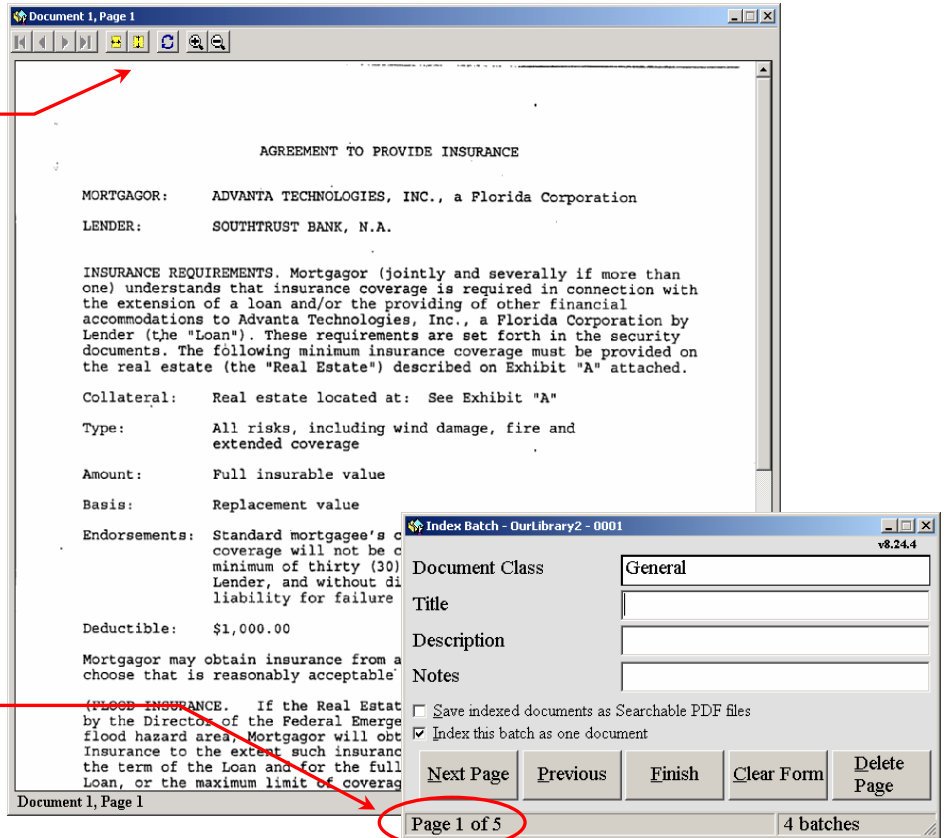 Document 1, Page 1
AGREEMENT TO PROVIDE INSURANCE
MORTGAGOR: ADVANTA TECHNOLOGIES, INC., a Florida Corporation
LENDER: SOUTHTRUST BANK, N.A.
INSURANCE REQUIREMENTS. Mortgagor (jointly and severally if more than
one) understands that insurance coverage is required in connection with
the extension of a loan and/or the providing of other financial
accommodations to Advanta Technologies, Inc., a Florida Corporation by
Lender (the "Loan"). These requirements are set forth in the security
documents. The following minimum insurance coverage must be provided on
the real estate (the "Real Estate") described on Exhibit "A" attached.
Collateral: Real estate located at: See Exhibit "A"
Type: All risks, including wind damage, fire and
extended coverage
Amount: Full insurable value
Basis: Replacement value
Endorsements: Standard mortgagee's c
coverage will not be c
minimum of thirty (30)
Lender, and without di
liability for failure
Deductible: $1,000.00
Mortgagor may obtain insurance from a
choose that is reasonably acceptable
(FLOOD INSURANCE. If the Real Estat
by the Director of the Federal Emerge
flood hazard area, Mortgagor will obt
Insurance to the extent such insuranc
the term of the Loan and for the full
Loan, or the maximum limit of coverag
Document 1, Page 1
Index Batch - OurLibrary2 - 0001
v8.24.4
Document Class General
Title
Description
Notes
Save indexed documents as Searchable PDF files
Index this batch as one document
Next Page Previous Finish Clear Form Delete Page
Page 1 of 5 4 batches